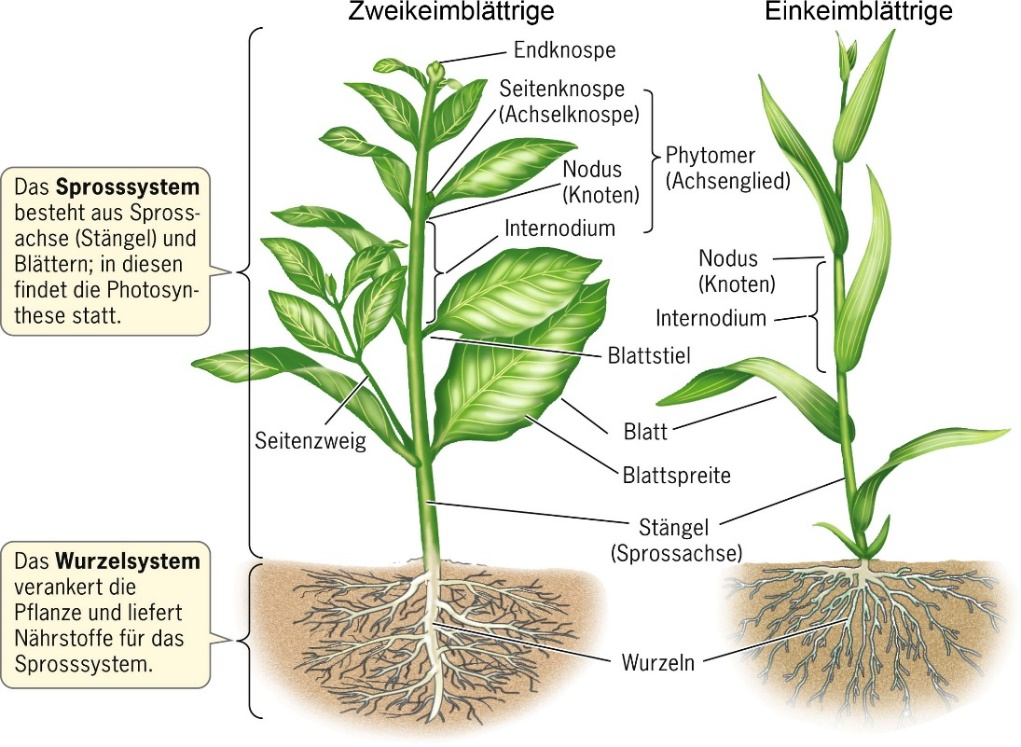 Zweikeimblättrige
Einkeimblättrige
Endknospe
Seitenknospe
(Achselknospe)
Phytomer
(Achsenglied)
Nodus
(Knoten)
Internodium
Das Sprosssystem
besteht aus Spross-
achse (Stängel) und
Blättern; in diesen
findet die Photosyn-
these statt.
Nodus
(Knoten)
Internodium
Blattstiel
Seitenzweig
Blatt
Blattspreite
Stängel
(Sprossachse)
Das Wurzelsystem
verankert die
Pflanze und liefert
Nährstoffe für das
Sprosssystem.
Wurzeln